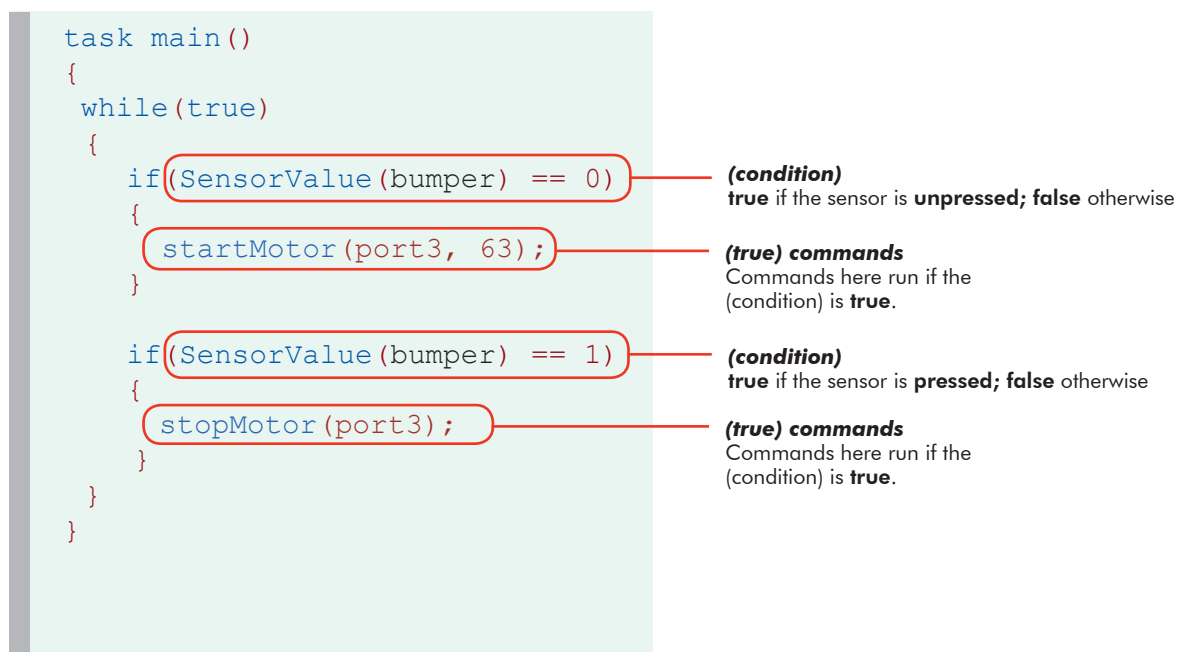 task main()
{
while(true)
{
if(SensorValue(bumper) == 0)
{
startMotor(port3, 63);
}
if(SensorValue(bumper) == 1)
{
stopMotor(port3);
}
}
}
(condition)
true if the sensor is unpressed; false otherwise
(true) commands
Commands here run if the
(condition) is true.
(condition)
true if the sensor is pressed; false otherwise
(true) commands
Commands here run if the
(condition) is true.